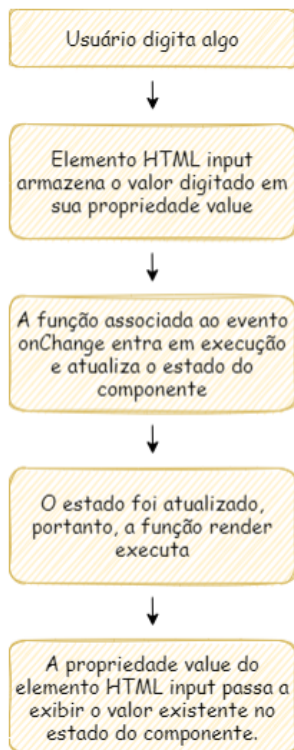 Usuário digita algo
Elemento HTML input
armazena o valor digitado em
sua propriedade value
A função associada ao evento
onChange entra em execução
e atualiza o estado do
componente
O estado foi atualizado,
portanto, a função render
executa
A propriedade value do
elemento HTML input passa a
exibir o valor existente no
estado do componente.